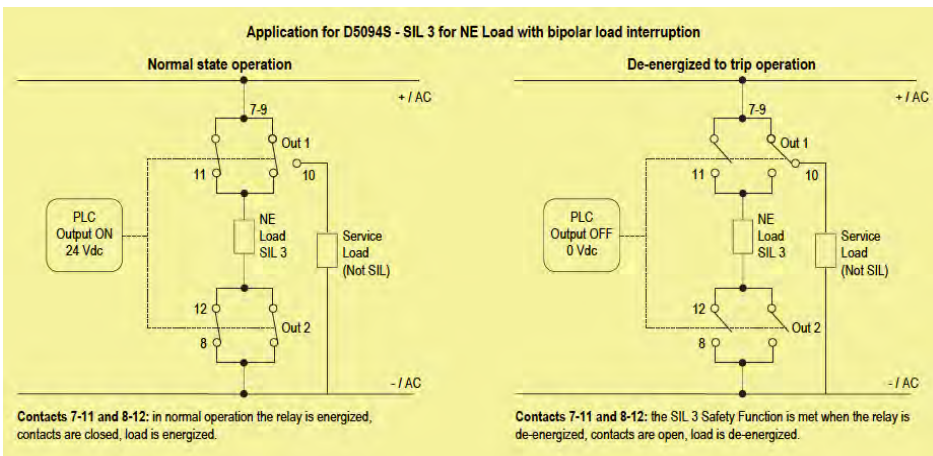 Application for D5094S - SIL 3 for NE Load with bipolar load interruption
Normal state operation
+ / AC
7-9
Out 1
11
10
PLC
Output ON
24 Vdc
NE
Load
SIL 3
Service
Load
(Not SIL)
12
Out 2
8
- / AC
Contacts 7-11 and 8-12: in normal operation the relay is energized,
contacts are closed, load is energized.
De-energized to trip operation
+ / AC
7-9
Out 1
11
10
PLC
Output OFF
0 Vdc
NE
Load
SIL 3
Service
Load
(Not SIL)
12
Out 2
8
- / AC
Contacts 7-11 and 8-12: the SIL 3 Safety Function is met when the relay is
de-energized, contacts are open, load is de-energized.